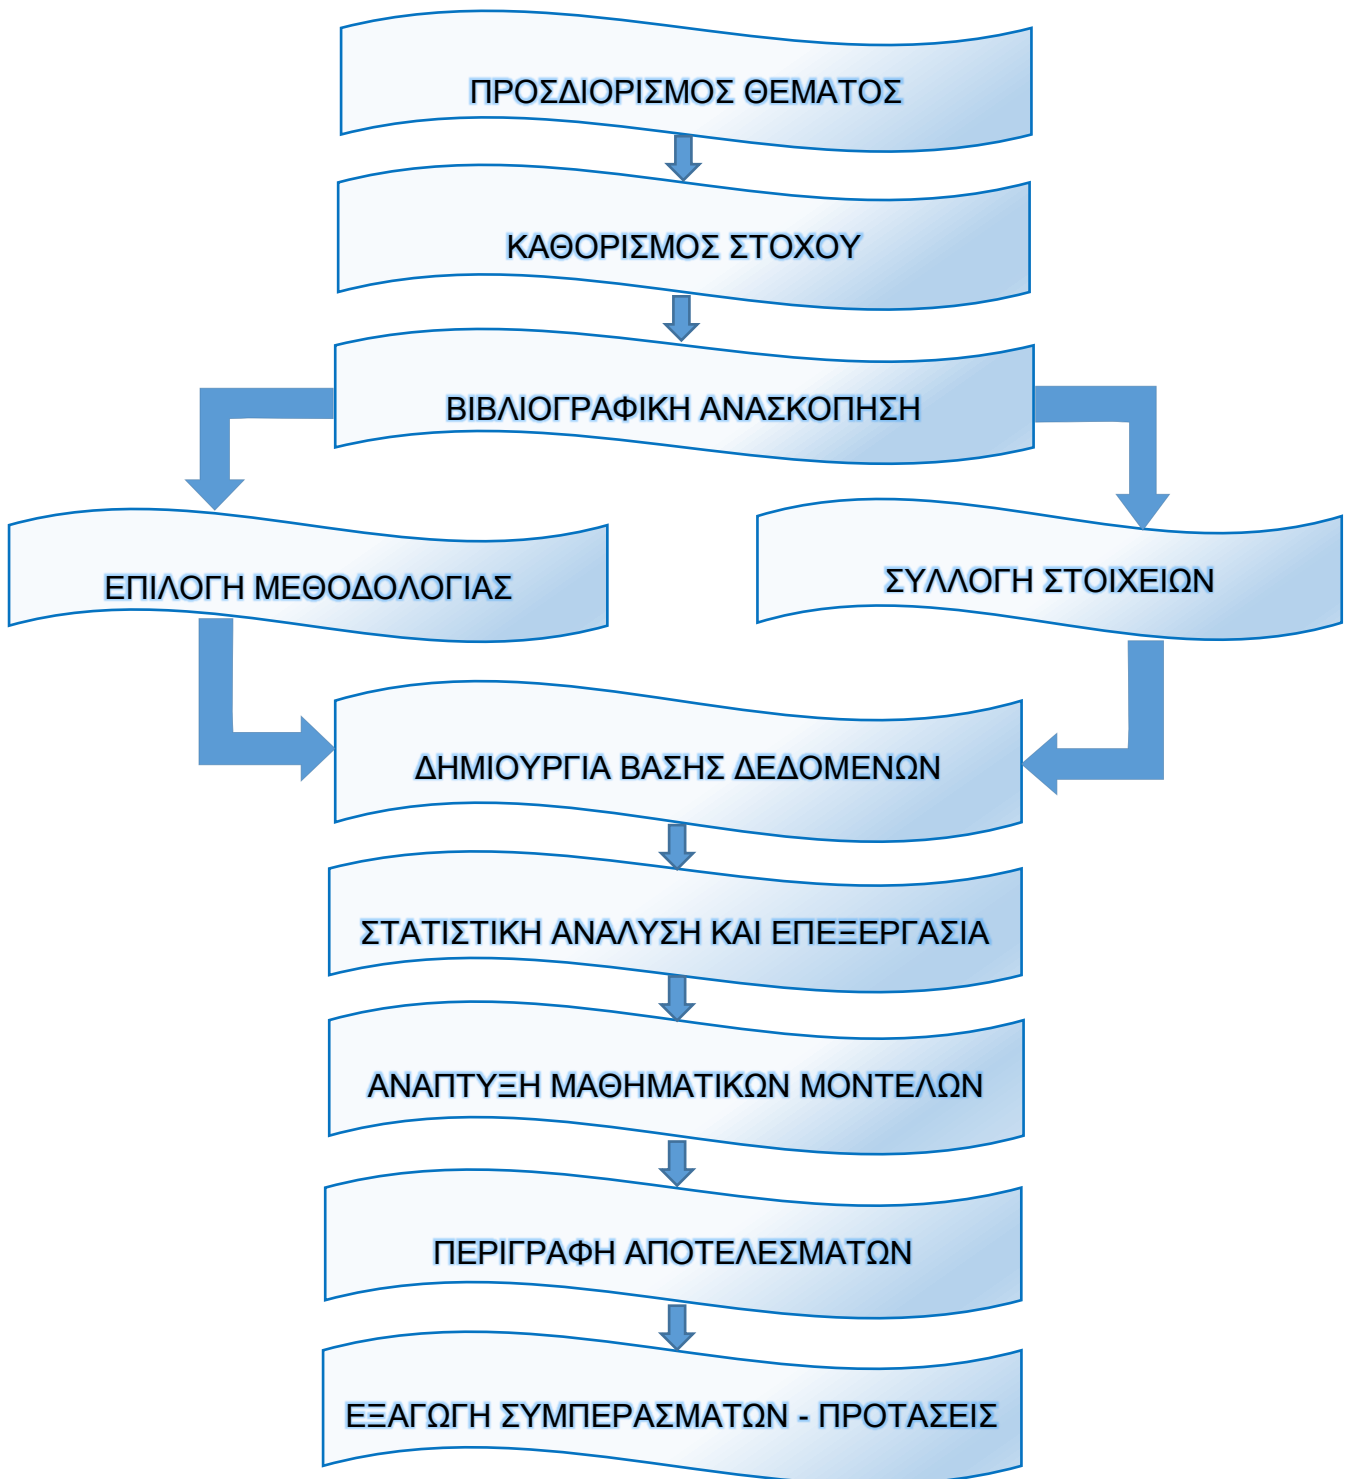 ΠΡΟΣΔΙΟΡΙΣΜΟΣ ΘΕΜΑΤΟΣ
ΚΑΘΟΡΙΣΜΟΣ ΣΤΟΧΟΥ
ΒΙΒΛΙΟΓΡΑΦΙΚΗ ΑΝΑΣΚΟΠΗΣΗ
ΕΠΙΛΟΓΗ ΜΕΘΟΔΟΛΟΓΙΑΣ
ΣΥΛΛΟΓΗ ΣΤΟΙΧΕΙΩΝ
ΔΗΜΙΟΥΡΓΙΑ ΒΑΣΗΣ ΔΕΔΟΜΕΝΩΝ
ΣΤΑΤΙΣΤΙΚΗ ΑΝΑΛΥΣΗ ΚΑΙ ΕΠΕΞΕΡΓΑΣΙΑ
ΑΝΑΠΤΥΞΗ ΜΑΘΗΜΑΤΙΚΩΝ ΜΟΝΤΕΛΩΝ
ΠΕΡΙΓΡΑΦΗ ΑΠΟΤΕΛΕΣΜΑΤΩΝ
ΕΞΑΓΩΓΗ ΣΥΜΠΕΡΑΣΜΑΤΩΝ - ΠΡΟΤΑΣΕΙΣ